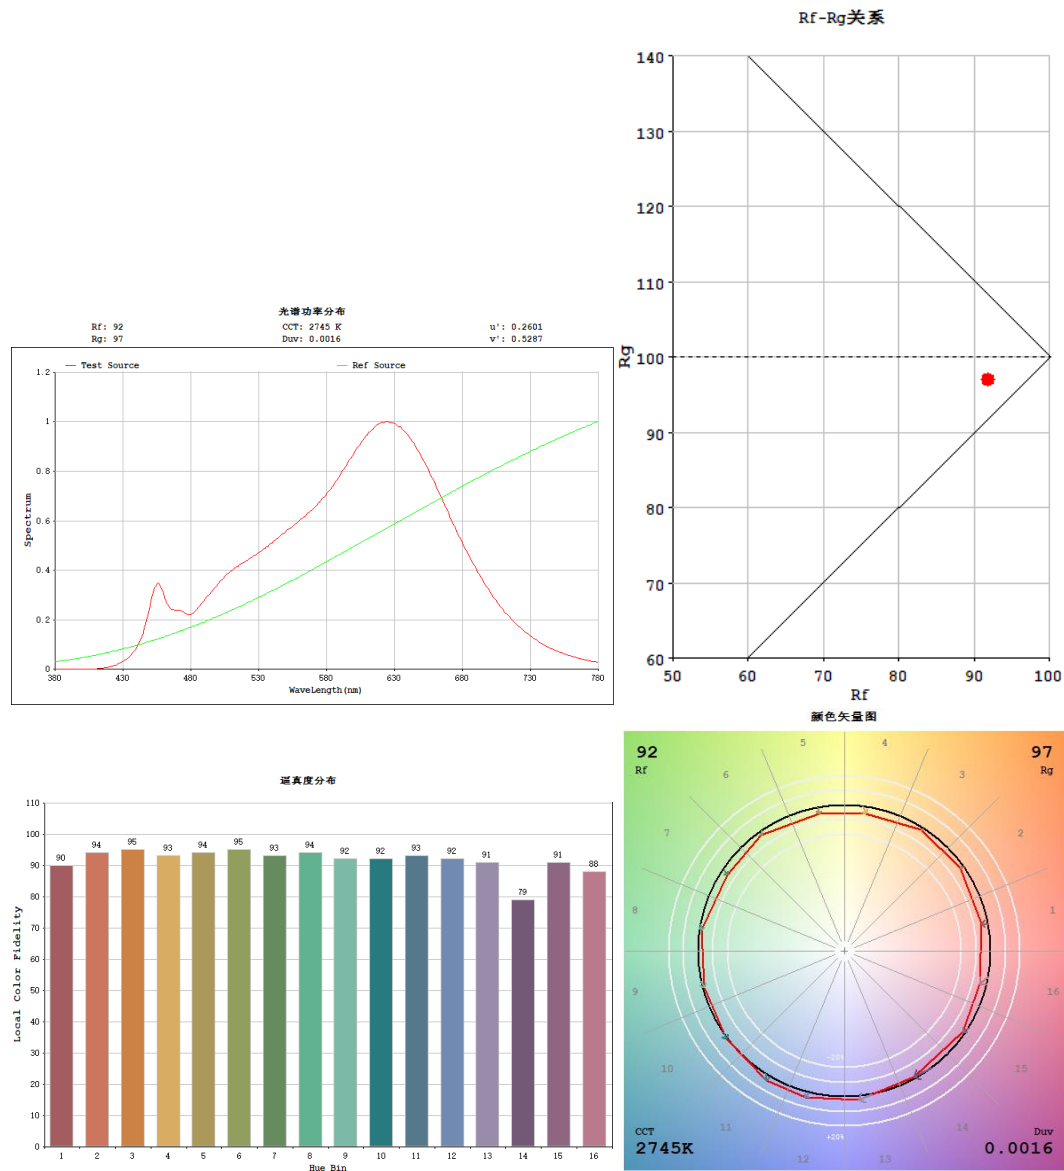 Rf-Rg关系
140
130
120
110
100
90
80
70
60
Rg
50 60 70 80 90 100
Rf
光谱功率分布
Rf: 92 CCT: 2745 K u': 0.2601
Rg: 97 Duv: 0.0016 v': 0.5287
Test Source Ref Source
1.2
1
0.8
0.6
0.4
0.2
0
Spectrum
380 430 480 530 580 630 680 730 780
WaveLength(nm)
逼真度分布
110
100
90
80
70
60
50
40
30
20
10
0
Local Color Fidelity
90 94 95 93 94 95 93 94 92 92 93 92 91 79 91 88
1 2 3 4 5 6 7 8 9 10 11 12 13 14 15 16
Hue Bin
颜色矢量图
92 97
Rf Rg
5 4
6 3
7 2
8 1
9 16
10 15
11 14
12 13
-20%
+20%
CCT Duv
2745K 0.0016